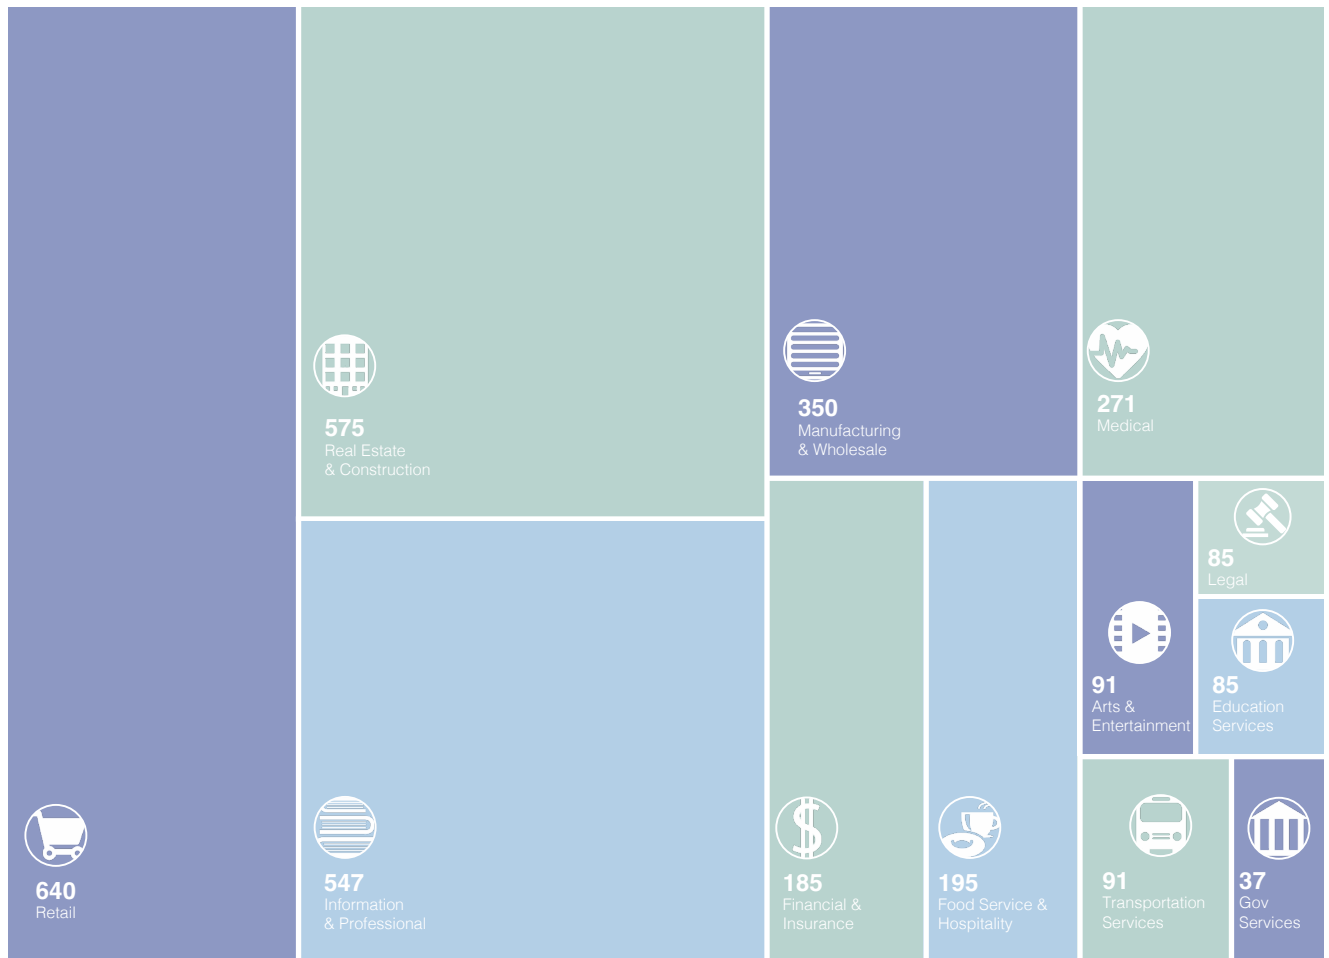 640
Retail
575
Real Estate
& Construction
547
Information
& Professional
350
Manufacturing
& Wholesale
271
Medical
185
Financial &
Insurance
195
Food Service &
Hospitality
91
Arts &
Entertainment
85
Legal
85
Education
Services
91
Transportation
Services
37
Gov
Services